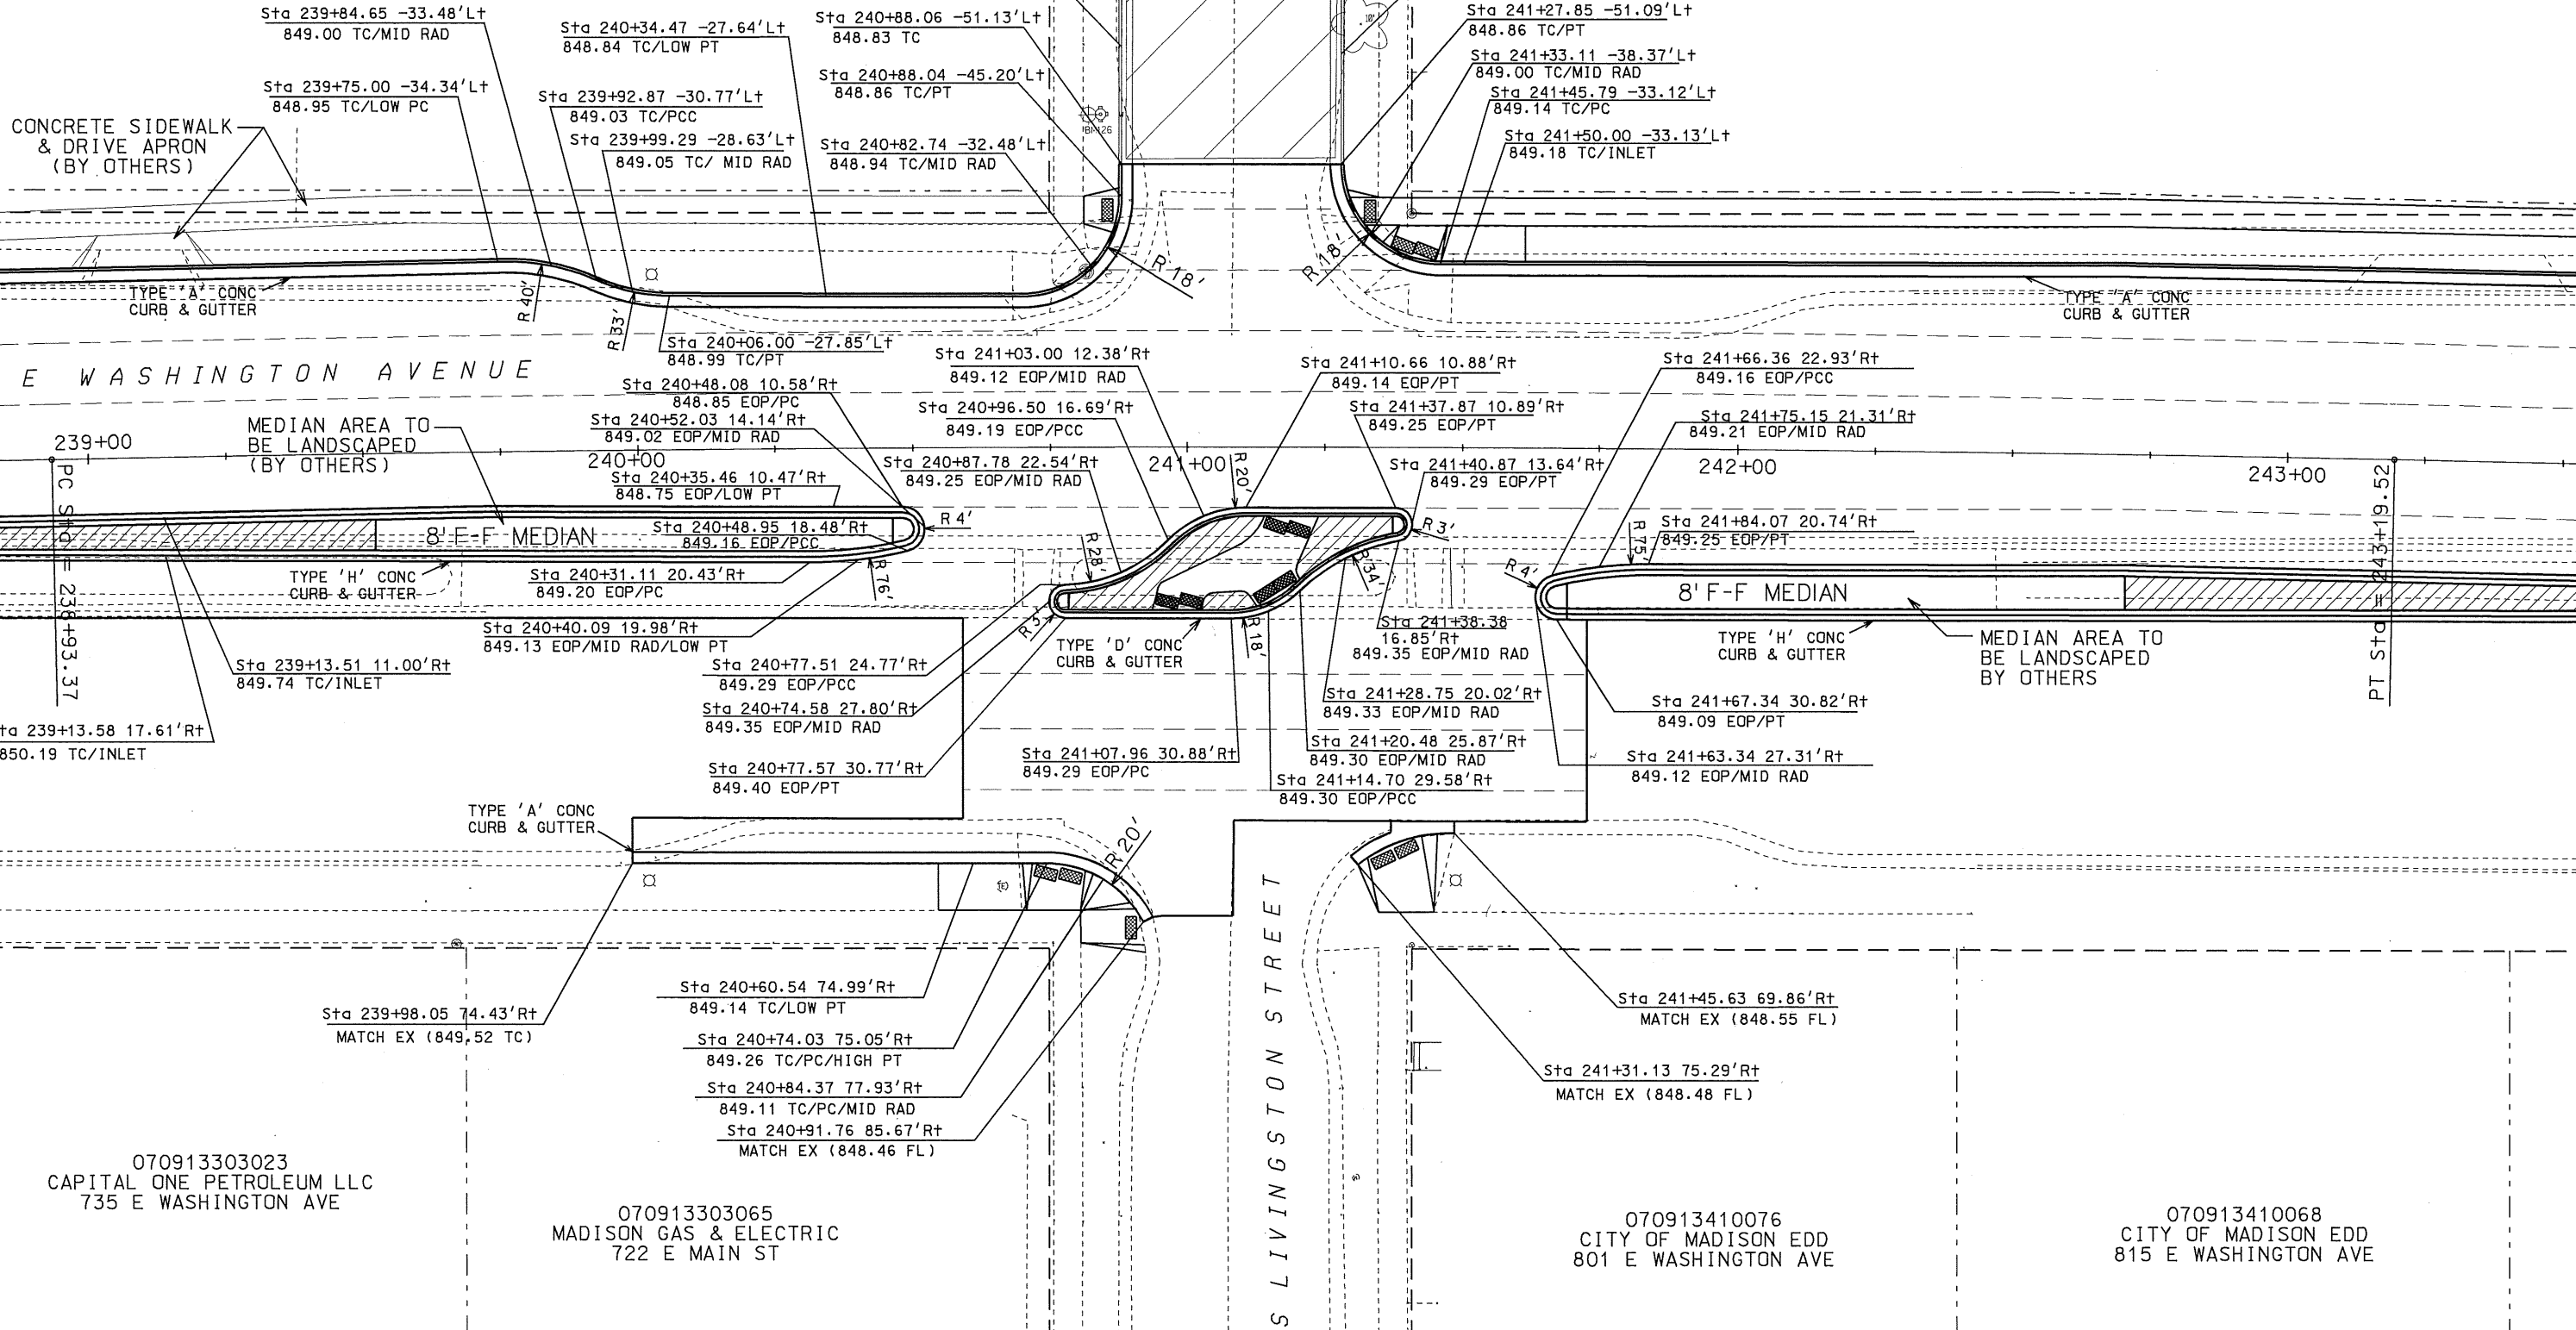 Sta 239+84.65 -33.48'Lt
849.00 TC/MID RAD
Sta 240+34.47 -27.64'Lt
848.84 TC/LOW PT
Sta 240+88.06 -51.13'Lt
848.83 TC
Sta 241+27.85 -51.09'Lt
848.86 TC/PT
Sta 239+75.00 -34.34'Lt
848.95 TC/LOW PC
Sta 239+92.87 -30.77'Lt
849.03 TC/PCC
Sta 240+88.04 -45.20'Lt
848.86 TC/PT
Sta 241+33.11 -38.37'Lt
849.00 TC/MID RAD
Sta 241+45.79 -33.12'Lt
849.14 TC/PC
CONCRETE SIDEWALK
& DRIVE APRON
(BY OTHERS)
Sta 239+99.29 -28.63'Lt
849.05 TC/ MID RAD
Sta 240+82.74 -32.48'Lt
848.94 TC/MID RAD
Sta 241+50.00 -33.13'Lt
849.18 TC/INLET
10'
R 18'
R 18'
TYPE 'A' CONC
CURB & GUTTER
R 40'
R 33'
TYPE 'A' CONC
CURB & GUTTER
Sta 240+06.00 -27.85'Lt
848.99 TC/PT
E WASHINGTON AVENUE
Sta 241+03.00 12.38'Rt
849.12 EOP/MID RAD
Sta 241+10.66 10.88'Rt
849.14 EOP/PT
Sta 241+66.36 22.93'Rt
849.16 EOP/PCC
Sta 240+48.08 10.58'Rt
848.85 EOP/PC
Sta 240+96.50 16.69'Rt
849.19 EOP/PCC
Sta 241+37.87 10.89'Rt
849.25 EOP/PT
Sta 241+75.15 21.31'Rt
849.21 EOP/MID RAD
MEDIAN AREA TO
BE LANDSCAPED
(BY OTHERS)
Sta 240+52.03 14.14'Rt
849.02 EOP/MID RAD
239+00
240+00
241+00
242+00
243+00
Sta 240+87.78 22.54'Rt
849.25 EOP/MID RAD
Sta 241+40.87 13.64'Rt
849.29 EOP/PT
Sta 240+35.46 10.47'Rt
848.75 EOP/LOW PT
R 20'
PC Sta = 238+93.37
PT Sta = 243+19.52
8' F-F MEDIAN
Sta 240+48.95 18.48'Rt
849.16 EOP/PCC
R 4'
R 3'
Sta 241+84.07 20.74'Rt
849.25 EOP/PT
R 75'
R 28'
R 34'
R 4'
R 76'
TYPE 'H' CONC
CURB & GUTTER
Sta 240+31.11 20.43'Rt
849.20 EOP/PC
8' F-F MEDIAN
R 3'
R 18'
Sta 240+40.09 19.98'Rt
849.13 EOP/MID RAD/LOW PT
TYPE 'D' CONC
CURB & GUTTER
Sta 241+38.38
16.85'Rt
849.35 EOP/MID RAD
TYPE 'H' CONC
CURB & GUTTER
MEDIAN AREA TO
BE LANDSCAPED
BY OTHERS
Sta 239+13.51 11.00'Rt
849.74 TC/INLET
Sta 240+77.51 24.77'Rt
849.29 EOP/PCC
Sta 241+28.75 20.02'Rt
849.33 EOP/MID RAD
Sta 241+67.34 30.82'Rt
849.09 EOP/PT
Sta 240+74.58 27.80'Rt
849.35 EOP/MID RAD
ta 239+13.58 17.61'Rt
850.19 TC/INLET
Sta 241+07.96 30.88'Rt
849.29 EOP/PC
Sta 241+20.48 25.87'Rt
849.30 EOP/MID RAD
Sta 241+63.34 27.31'Rt
849.12 EOP/MID RAD
Sta 240+77.57 30.77'Rt
849.40 EOP/PT
Sta 241+14.70 29.58'Rt
849.30 EOP/PCC
TYPE 'A' CONC
CURB & GUTTER
R 20'
S LIVINGSTON STREET
Sta 240+60.54 74.99'Rt
849.14 TC/LOW PT
Sta 239+98.05 74.43'Rt
MATCH EX (849.52 TC)
Sta 241+45.63 69.86'Rt
MATCH EX (848.55 FL)
Sta 240+74.03 75.05'Rt
849.26 TC/PC/HIGH PT
Sta 241+31.13 75.29'Rt
MATCH EX (848.48 FL)
Sta 240+84.37 77.93'Rt
849.11 TC/PC/MID RAD
Sta 240+91.76 85.67'Rt
MATCH EX (848.46 FL)
070913303023
CAPITAL ONE PETROLEUM LLC
735 E WASHINGTON AVE
070913303065
MADISON GAS & ELECTRIC
722 E MAIN ST
070913410076
CITY OF MADISON EDD
801 E WASHINGTON AVE
070913410068
CITY OF MADISON EDD
815 E WASHINGTON AVE